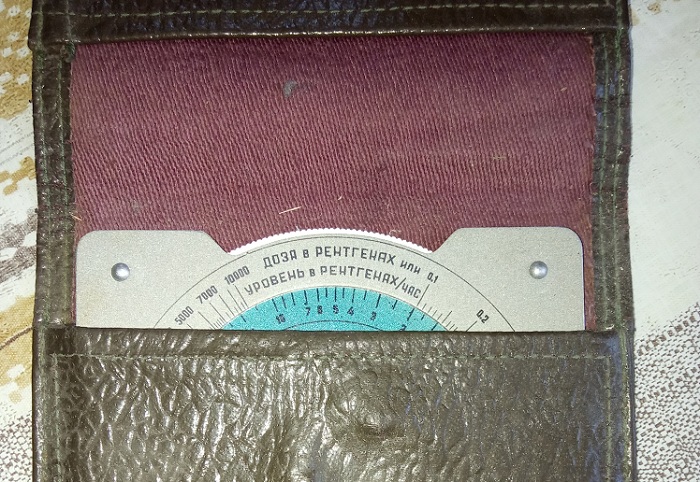 ДОЗА в РЕНТГЕНАХ или
УРОВЕНЬ в РЕНТГЕНАХ/ЧАС
5000 7000 10000 0.1 0.2
10 7 6 5 4 3 2